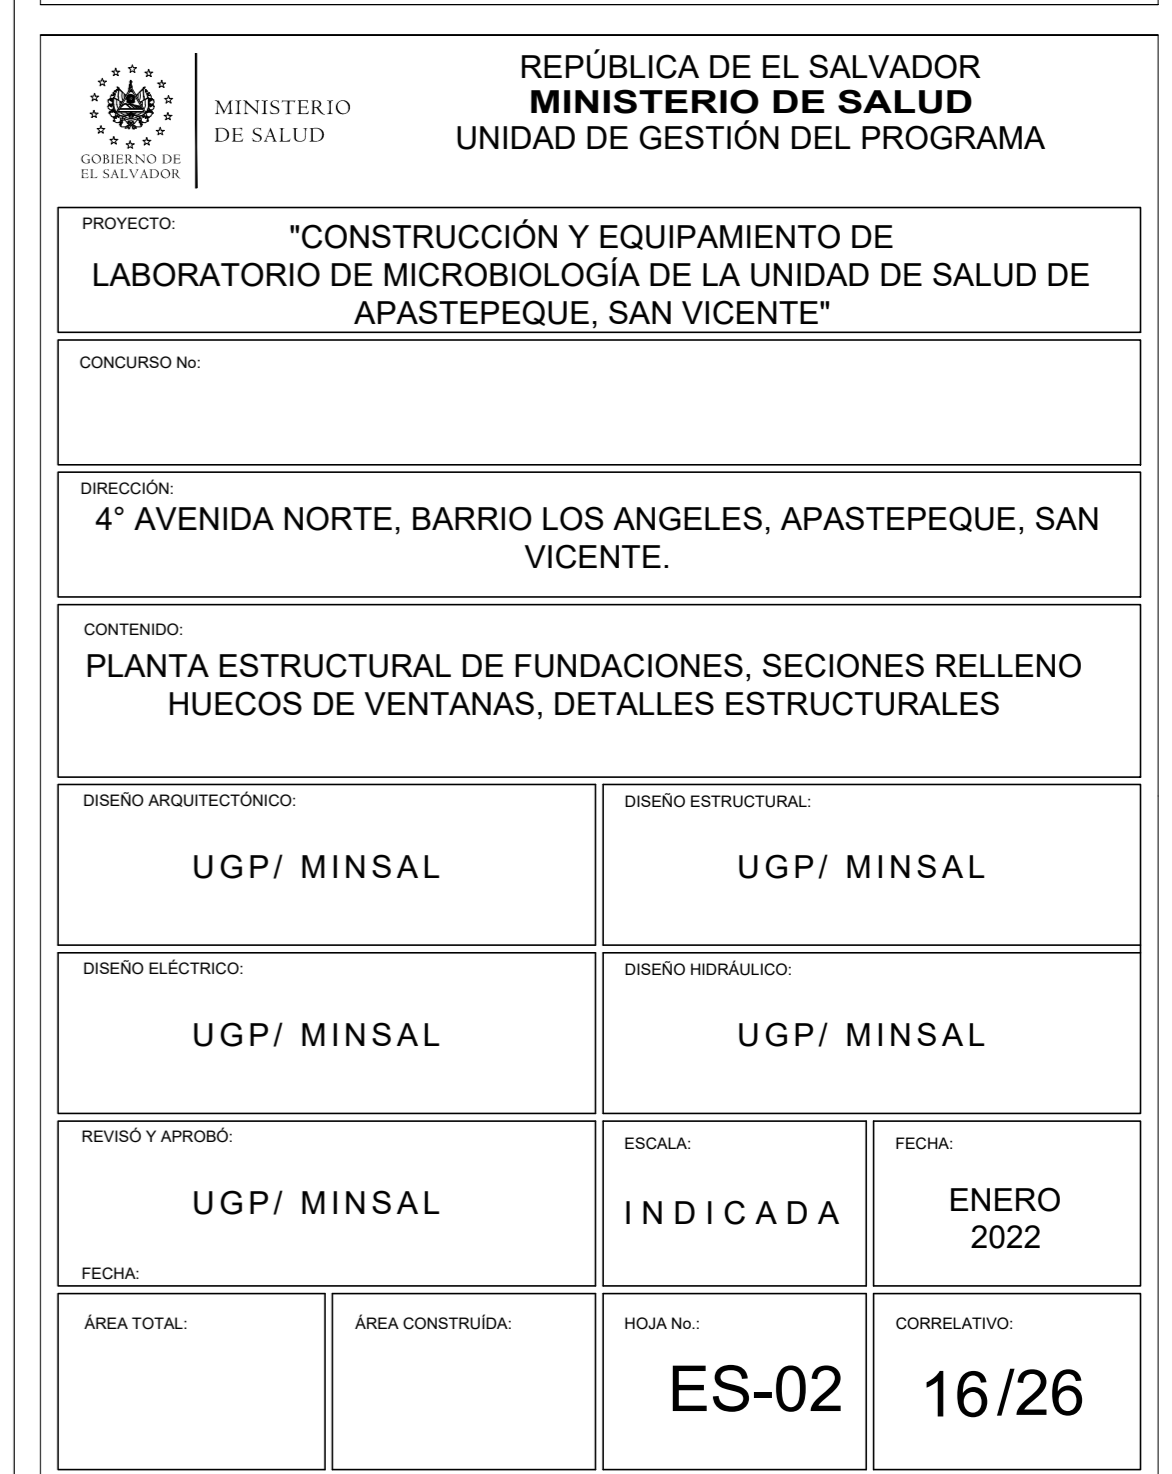 GOBIERNO DE
EL SALVADOR
MINISTERIO
DE SALUD
REPÚBLICA DE EL SALVADOR
MINISTERIO DE SALUD
UNIDAD DE GESTIÓN DEL PROGRAMA
PROYECTO:
"CONSTRUCCIÓN Y EQUIPAMIENTO DE
LABORATORIO DE MICROBIOLOGÍA DE LA UNIDAD DE SALUD DE
APASTEPEQUE, SAN VICENTE"
CONCURSO No:
DIRECCIÓN:
4° AVENIDA NORTE, BARRIO LOS ANGELES, APASTEPEQUE, SAN
VICENTE.
CONTENIDO:
PLANTA ESTRUCTURAL DE FUNDACIONES, SECIONES RELLENO
HUECOS DE VENTANAS, DETALLES ESTRUCTURALES
DISEÑO ARQUITECTÓNICO:
UGP/ MINSAL
DISEÑO ESTRUCTURAL:
UGP/ MINSAL
DISEÑO ELÉCTRICO:
UGP/ MINSAL
DISEÑO HIDRÁULICO:
UGP/ MINSAL
REVISÓ Y APROBÓ:
UGP/ MINSAL
FECHA:
ESCALA:
INDICADA
FECHA:
ENERO
2022
ÁREA TOTAL:
ÁREA CONSTRUÍDA:
HOJA No.:
ES-02
CORRELATIVO:
16/26